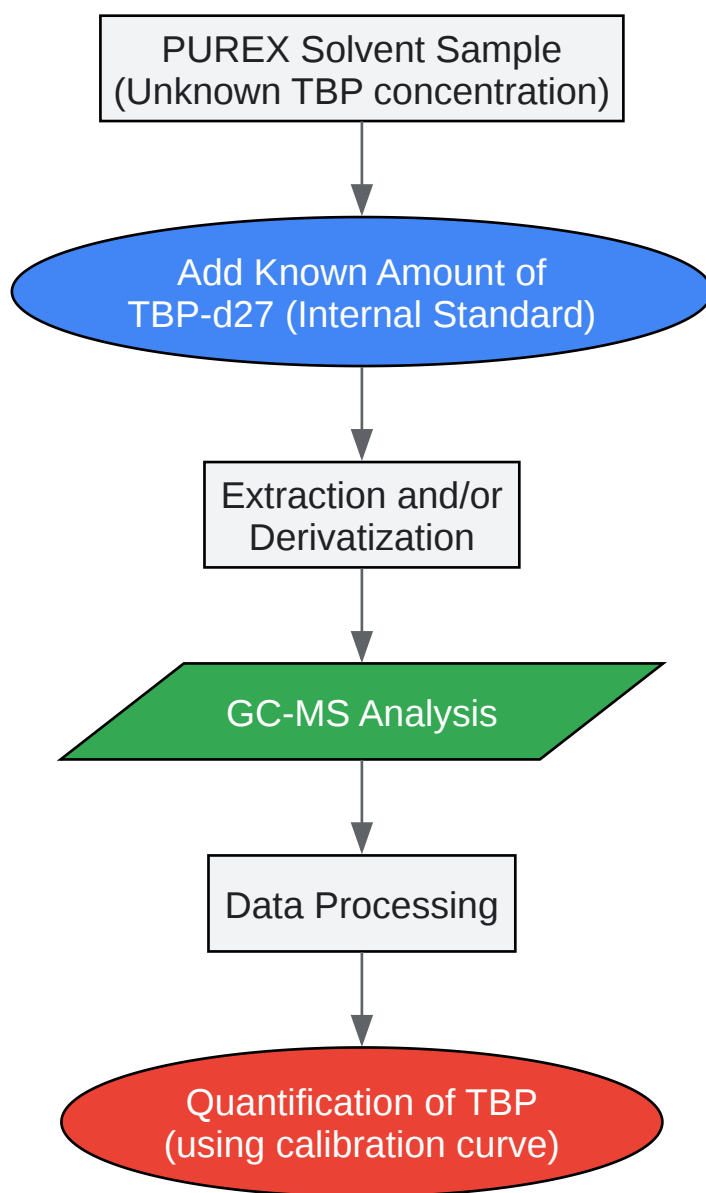 PUREX Solvent Sample
(Unknown TBP concentration)
Add Known Amount of
TBP-d27 (Internal Standard)
Extraction and/or
Derivatization
GC-MS Analysis
Data Processing
Quantification of TBP
(using calibration curve)